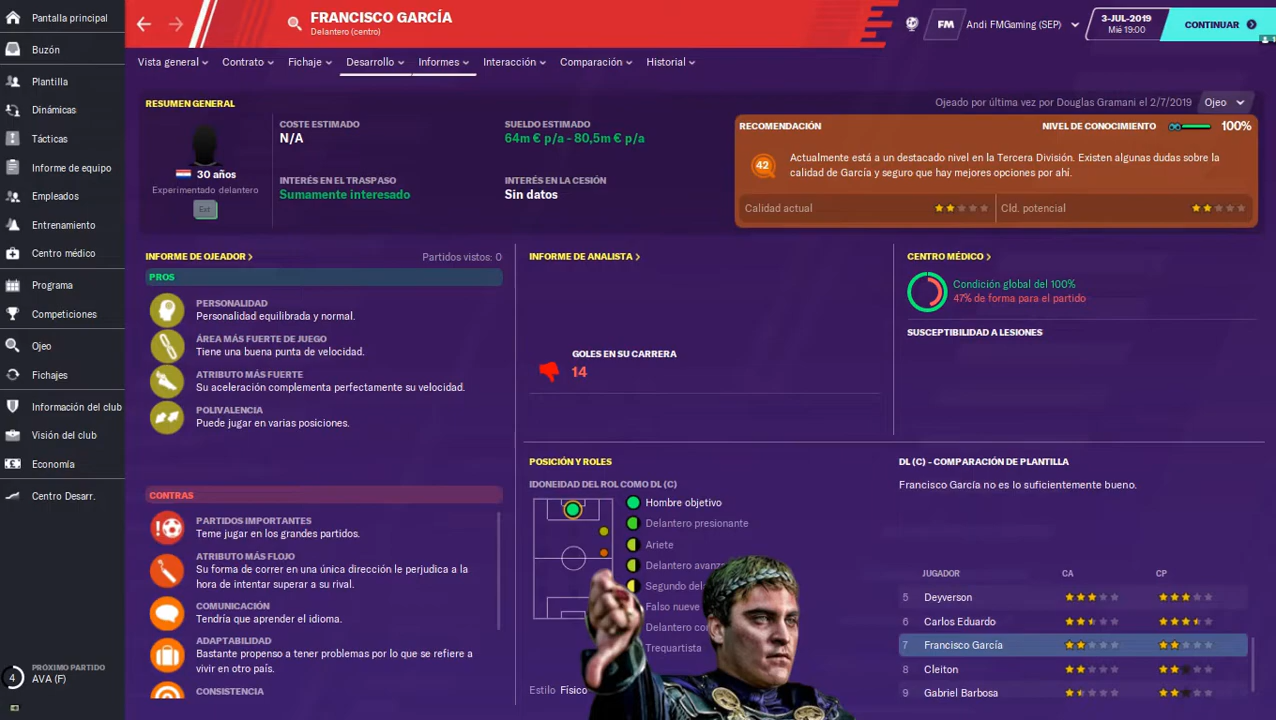 Pantalla principal
Buzón
Plantilla
Dinámicas
Tácticas
Informe de equipo
Empleados
Entrenamiento
Centro médico
Programa
Competiciones
Ojeo
Fichajes
Información del club
Visión del club
Economía
Centro Desarr.
4
PRÓXIMO PARTIDO
AVA (F)
FRANCISCO GARCÍA
Delantero (centro)
FM
Andi FMGaming (SEP)
3-JUL-2019
Mié 19:00
CONTINUAR
1
Vista general
Contrato
Fichaje
Desarrollo
Informes
Interacción
Comparación
Historial
RESUMEN GENERAL
Ojeado por última vez por Douglas Gramani el 2/7/2019
Ojeo
30 años
Experimentado delantero
Ext
COSTE ESTIMADO
N/A
SUELDO ESTIMADO
64m € p/a - 80,5m € p/a
INTERÉS EN EL TRASPASO
Sumamente interesado
INTERÉS EN LA CESIÓN
Sin datos
RECOMENDACIÓN
NIVEL DE CONOCIMIENTO
100%
42
Actualmente está a un destacado nivel en la Tercera División. Existen algunas dudas sobre la
calidad de García y seguro que hay mejores opciones por ahí.
Calidad actual
Cld. potencial
INFORME DE OJEADOR
Partidos vistos: 0
PROS
PERSONALIDAD
Personalidad equilibrada y normal.
ÁREA MÁS FUERTE DE JUEGO
Tiene una buena punta de velocidad.
ATRIBUTO MÁS FUERTE
Su aceleración complementa perfectamente su velocidad.
POLIVALENCIA
Puede jugar en varias posiciones.
CONTRAS
PARTIDOS IMPORTANTES
Teme jugar en los grandes partidos.
ATRIBUTO MÁS FLOJO
Su forma de correr en una única dirección le perjudica a la
hora de intentar superar a su rival.
COMUNICACIÓN
Tendría que aprender el idioma.
ADAPTABILIDAD
Bastante propenso a tener problemas por lo que se refiere a
vivir en otro país.
CONSISTENCIA
INFORME DE ANALISTA
GOLES EN SU CARRERA
14
CENTRO MÉDICO
Condición global del 100%
47% de forma para el partido
SUSCEPTIBILIDAD A LESIONES
POSICIÓN Y ROLES
IDONEIDAD DEL ROL COMO DL (C)
Hombre objetivo
Delantero presionante
Ariete
Delantero avanz
Segundo del
Falso nueve
Delantero co
Trequartista
Estilo Físico
DL (C) - COMPARACIÓN DE PLANTILLA
Francisco García no es lo suficientemente bueno.
JUGADOR CA CP
5 Deyverson
6 Carlos Eduardo
7 Francisco García
8 Cleiton
9 Gabriel Barbosa